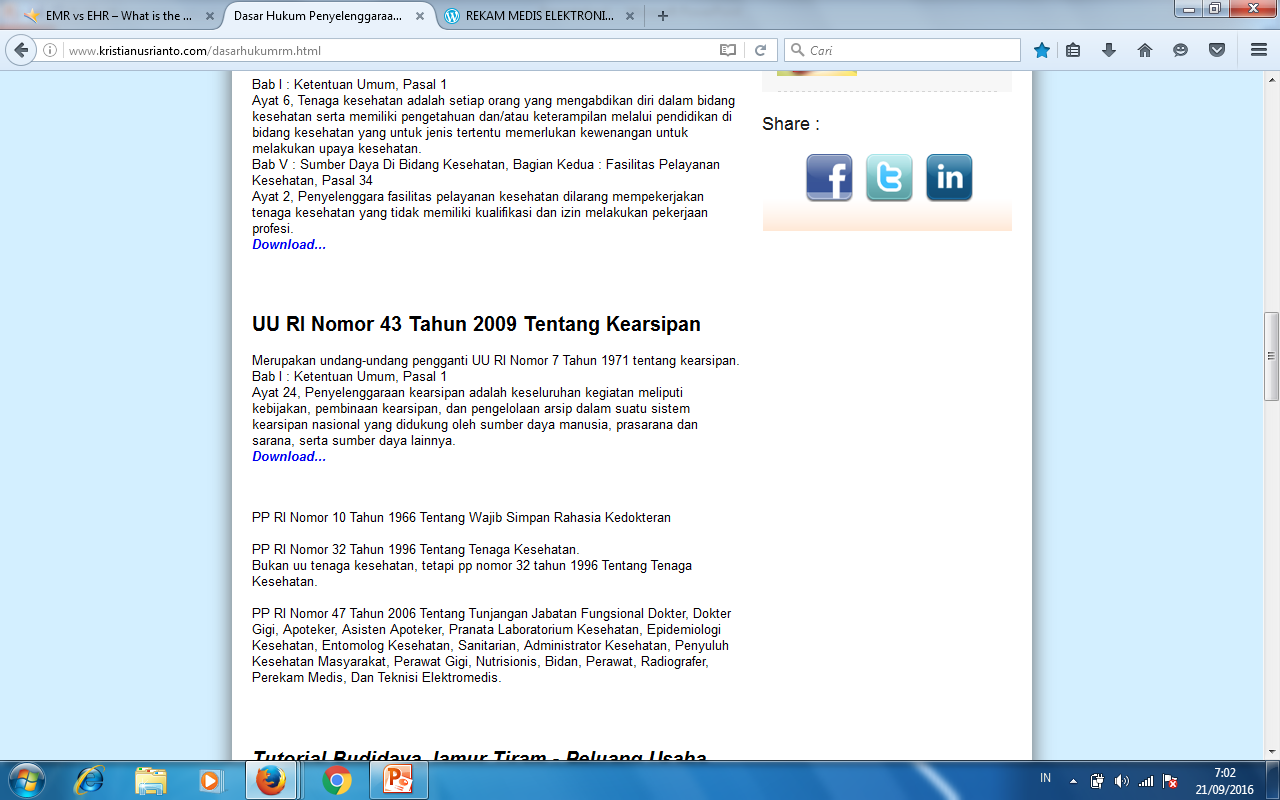 EMR vs EHR – What is the ...
Dasar Hukum Penyelenggaraa...
REKAM MEDIS ELEKTRONI...
www.kristianusrianto.com/dasarhukumrm.html
Cari
Bab I : Ketentuan Umum, Pasal 1
Ayat 6, Tenaga kesehatan adalah setiap orang yang mengabdikan diri dalam bidang
kesehatan serta memiliki pengetahuan dan/atau keterampilan melalui pendidikan di
bidang kesehatan yang untuk jenis tertentu memerlukan kewenangan untuk
melakukan upaya kesehatan.
Bab V : Sumber Daya Di Bidang Kesehatan, Bagian Kedua : Fasilitas Pelayanan
Kesehatan, Pasal 34
Ayat 2, Penyelenggara fasilitas pelayanan kesehatan dilarang mempekerjakan
tenaga kesehatan yang tidak memiliki kualifikasi dan izin melakukan pekerjaan
profesi.
Download...
UU RI Nomor 43 Tahun 2009 Tentang Kearsipan
Merupakan undang-undang pengganti UU RI Nomor 7 Tahun 1971 tentang kearsipan.
Bab I : Ketentuan Umum, Pasal 1
Ayat 24, Penyelenggaraan kearsipan adalah keseluruhan kegiatan meliputi
kebijakan, pembinaan kearsipan, dan pengelolaan arsip dalam suatu sistem
kearsipan nasional yang didukung oleh sumber daya manusia, prasarana dan
sarana, serta sumber daya lainnya.
Download...
PP RI Nomor 10 Tahun 1966 Tentang Wajib Simpan Rahasia Kedokteran
PP RI Nomor 32 Tahun 1996 Tentang Tenaga Kesehatan.
Bukan uu tenaga kesehatan, tetapi pp nomor 32 tahun 1996 Tentang Tenaga
Kesehatan.
PP RI Nomor 47 Tahun 2006 Tentang Tunjangan Jabatan Fungsional Dokter, Dokter
Gigi, Apoteker, Asisten Apoteker, Pranata Laboratorium Kesehatan, Epidemiologi
Kesehatan, Entomolog Kesehatan, Sanitarian, Administrator Kesehatan, Penyuluh
Kesehatan Masyarakat, Perawat Gigi, Nutrisionis, Bidan, Perawat, Radiografer,
Perekam Medis, Dan Teknisi Elektromedis.
Tutorial Budidaya Jamur Tiram - Peluang Usaha
Share :
f
t
in
IN
7:02
21/09/2016